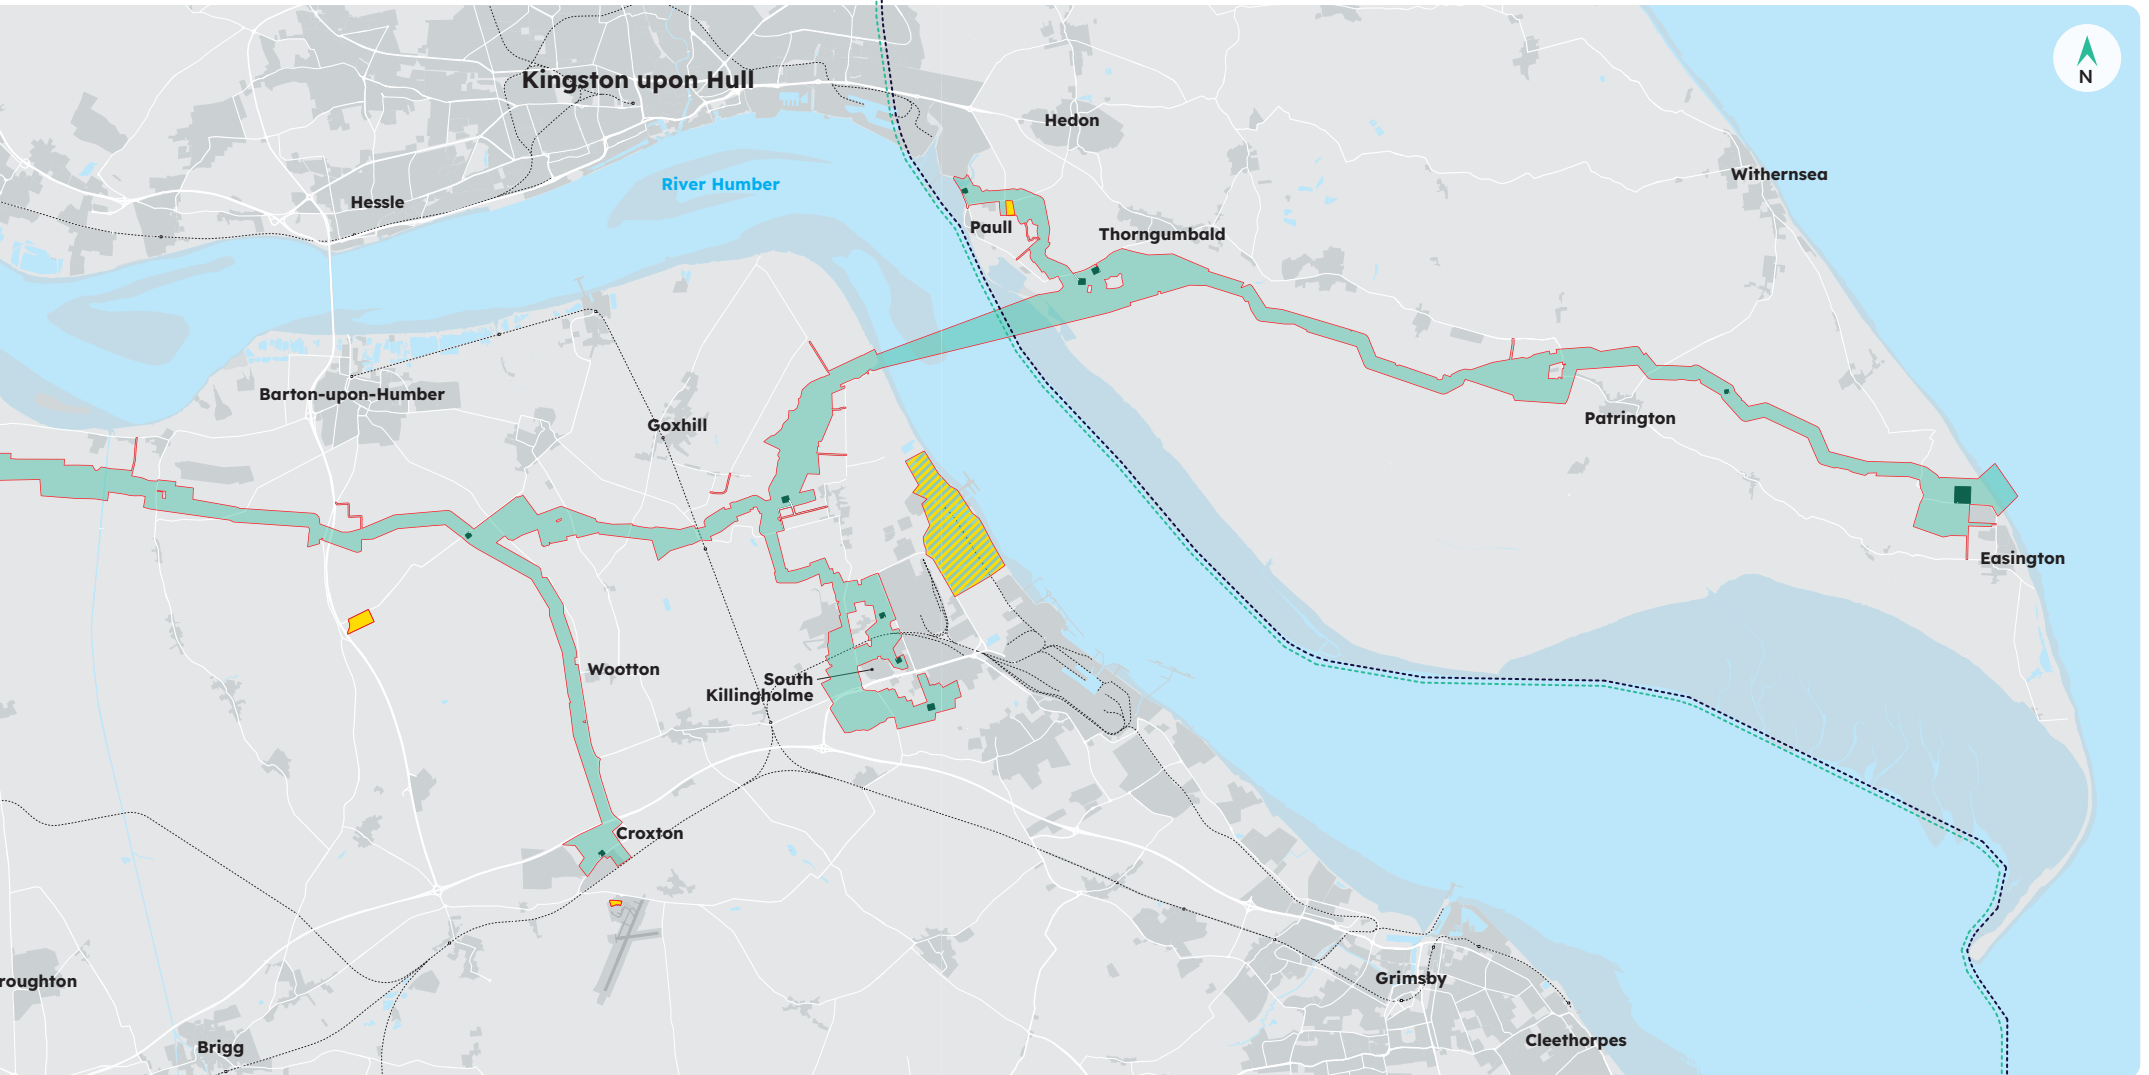 N
Kingston upon Hull
Hedon
Withernsea
River Humber
Hessle
Paull
Thorngumbald
Barton-upon-Humber
Patrington
Goxhill
Easington
Wootton
South
Killingholme
Croxton
Grimsby
roughton
Cleethorpes
Brigg